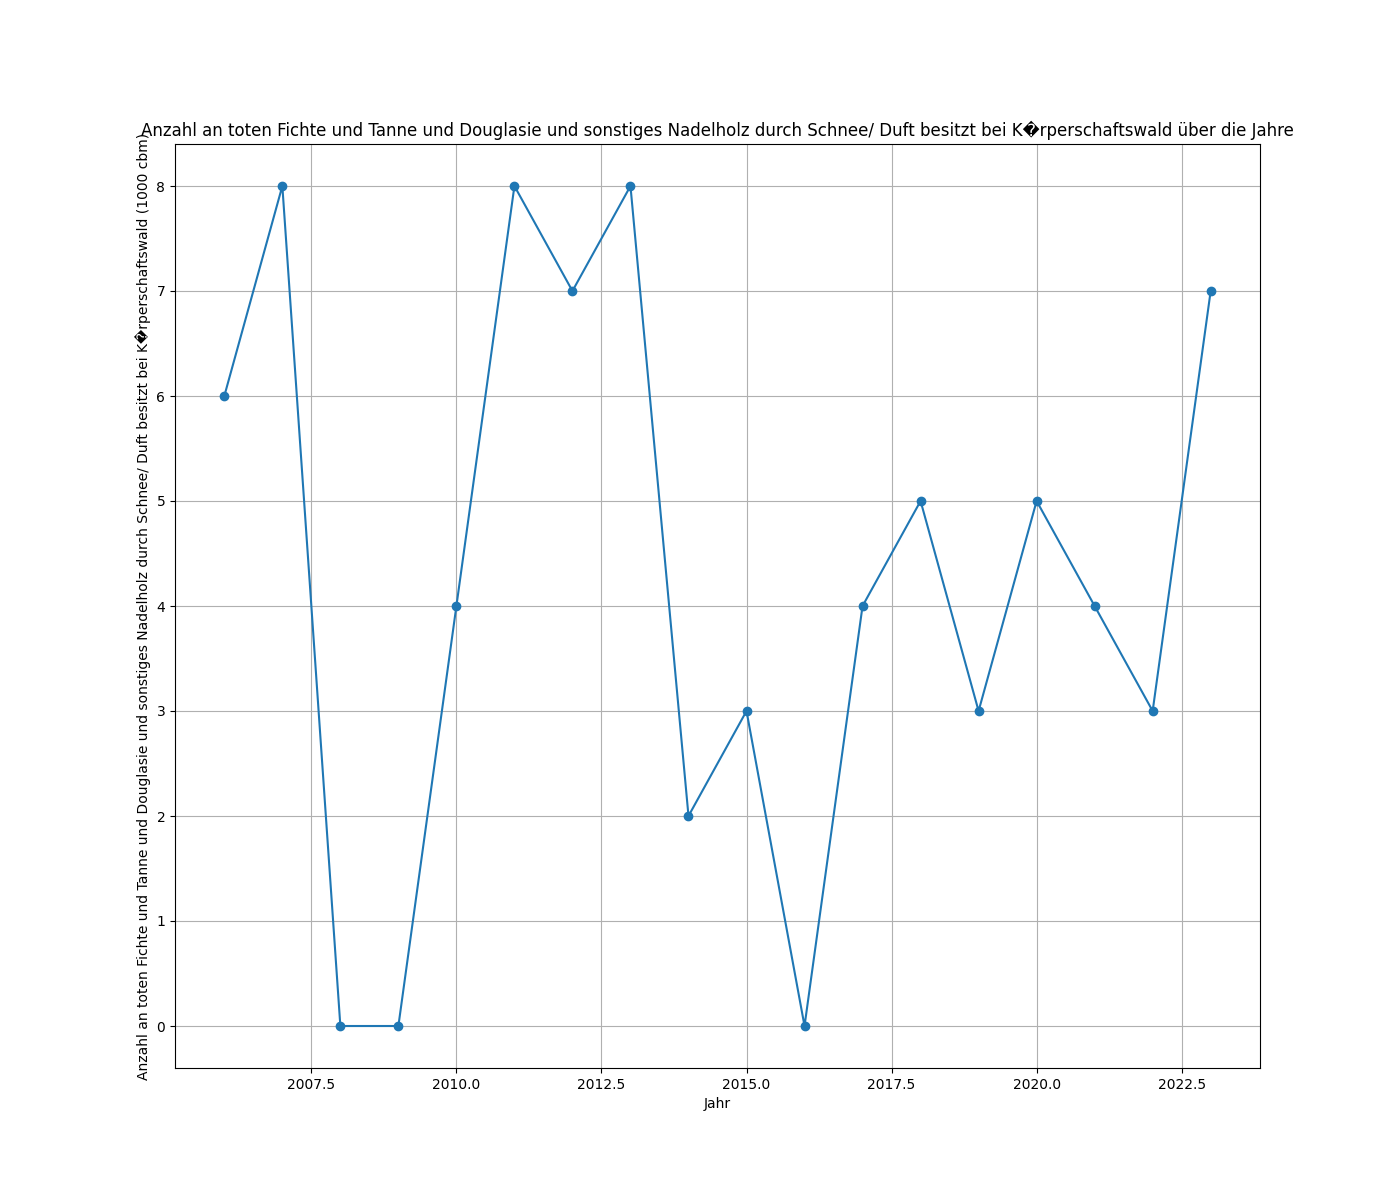 Anzahl an toten Fichte und Tanne und Douglasie und sonstiges Nadelholz durch Schnee/ Duft besitzt bei K�rperschaftswald über die Jahre
Anzahl an toten Fichte und Tanne und Douglasie und sonstiges Nadelholz durch Schnee/ Duft besitzt bei K�rperschaftswald (1000 cbm)
8
7
6
5
4
3
2
1
0
2007.5 2010.0 2012.5 2015.0 2017.5 2020.0 2022.5
Jahr